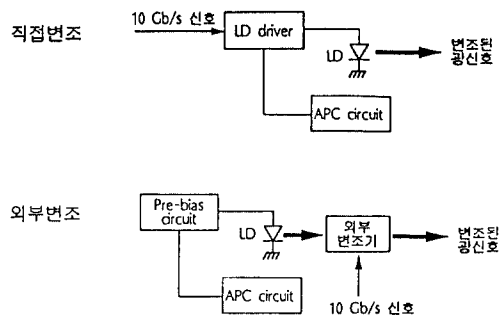 직접변조
10 Gb/s 신호
LD driver
LD
변조된
광신호
APC circuit
외부변조
Pre-bias
circuit
LD
외부
변조기
변조된
광신호
APC circuit
10 Gb/s 신호